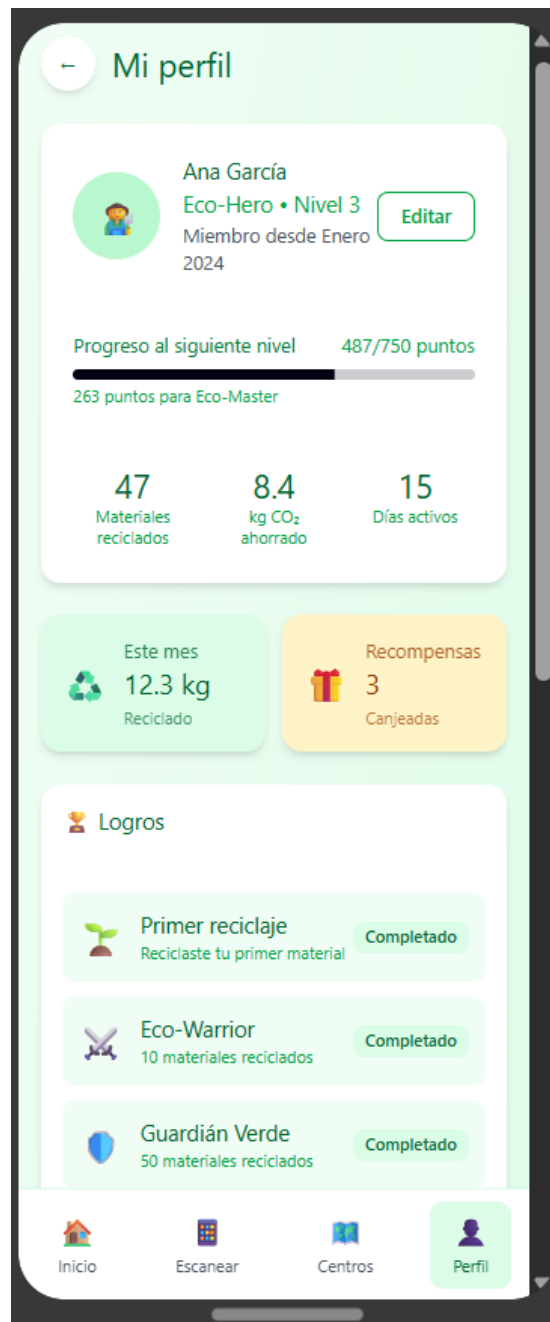 ← Mi perfil
Ana García
Eco-Hero • Nivel 3
Miembro desde Enero
2024
Editar
Progreso al siguiente nivel 487/750 puntos
263 puntos para Eco-Master
47 8.4 15
Materiales kg CO₂ Días activos
reciclados ahorrado
Este mes
12.3 kg
Reciclado
Recompensas
3
Canjeadas
Logros
Primer reciclaje
Reciclaste tu primer material
Completado
Eco-Warrior
10 materiales reciclados
Completado
Guardián Verde
50 materiales reciclados
Completado
Inicio Escanear Centros Perfil